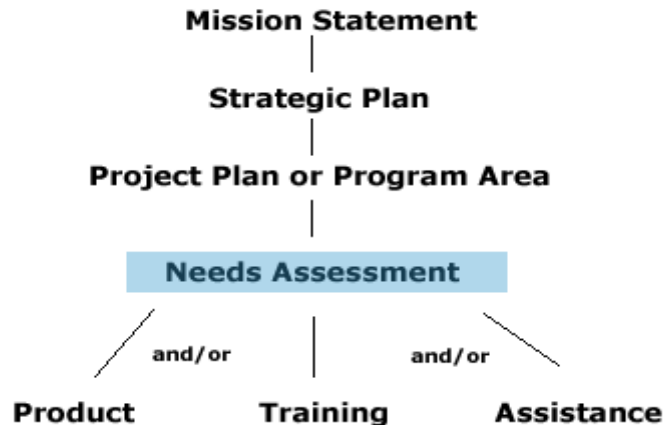 Mission Statement
Strategic Plan
Project Plan or Program Area
Needs Assessment
and/or and/or
Product Training Assistance